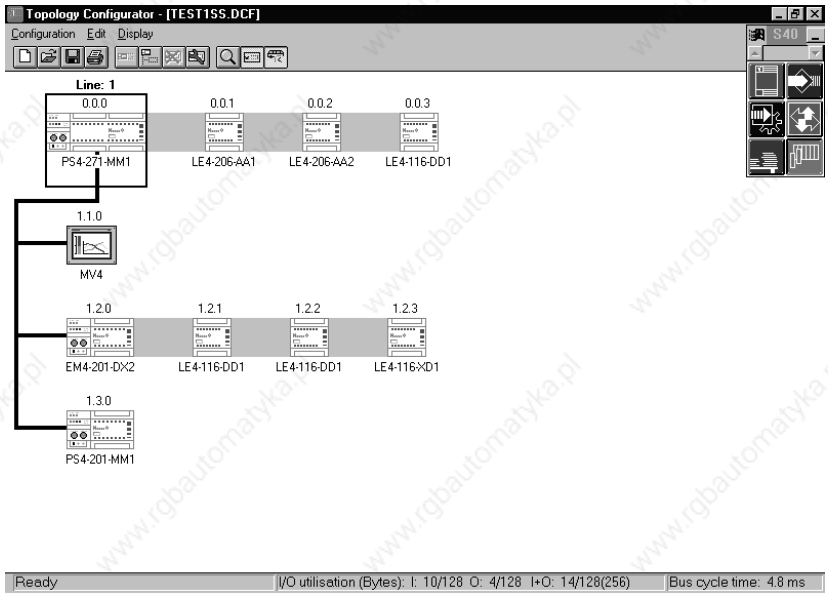 Topology Configurator - [TEST1SS.DCF]
Configuration Edit Display
S40
Line: 1
0.0.0 0.0.1 0.0.2 0.0.3
PS4-271-MM1 LE4-206-AA1 LE4-206-AA2 LE4-116-DD1
1.1.0
MV4
1.2.0 1.2.1 1.2.2 1.2.3
EM4-201-DX2 LE4-116-DD1 LE4-116-DD1 LE4-116-XD1
1.3.0
PS4-201-MM1
Ready I/O utilisation (Bytes): I: 10/128 O: 4/128 I+O: 14/128(256) Bus cycle time: 4.8 ms
www.rgbautomatyka.pl